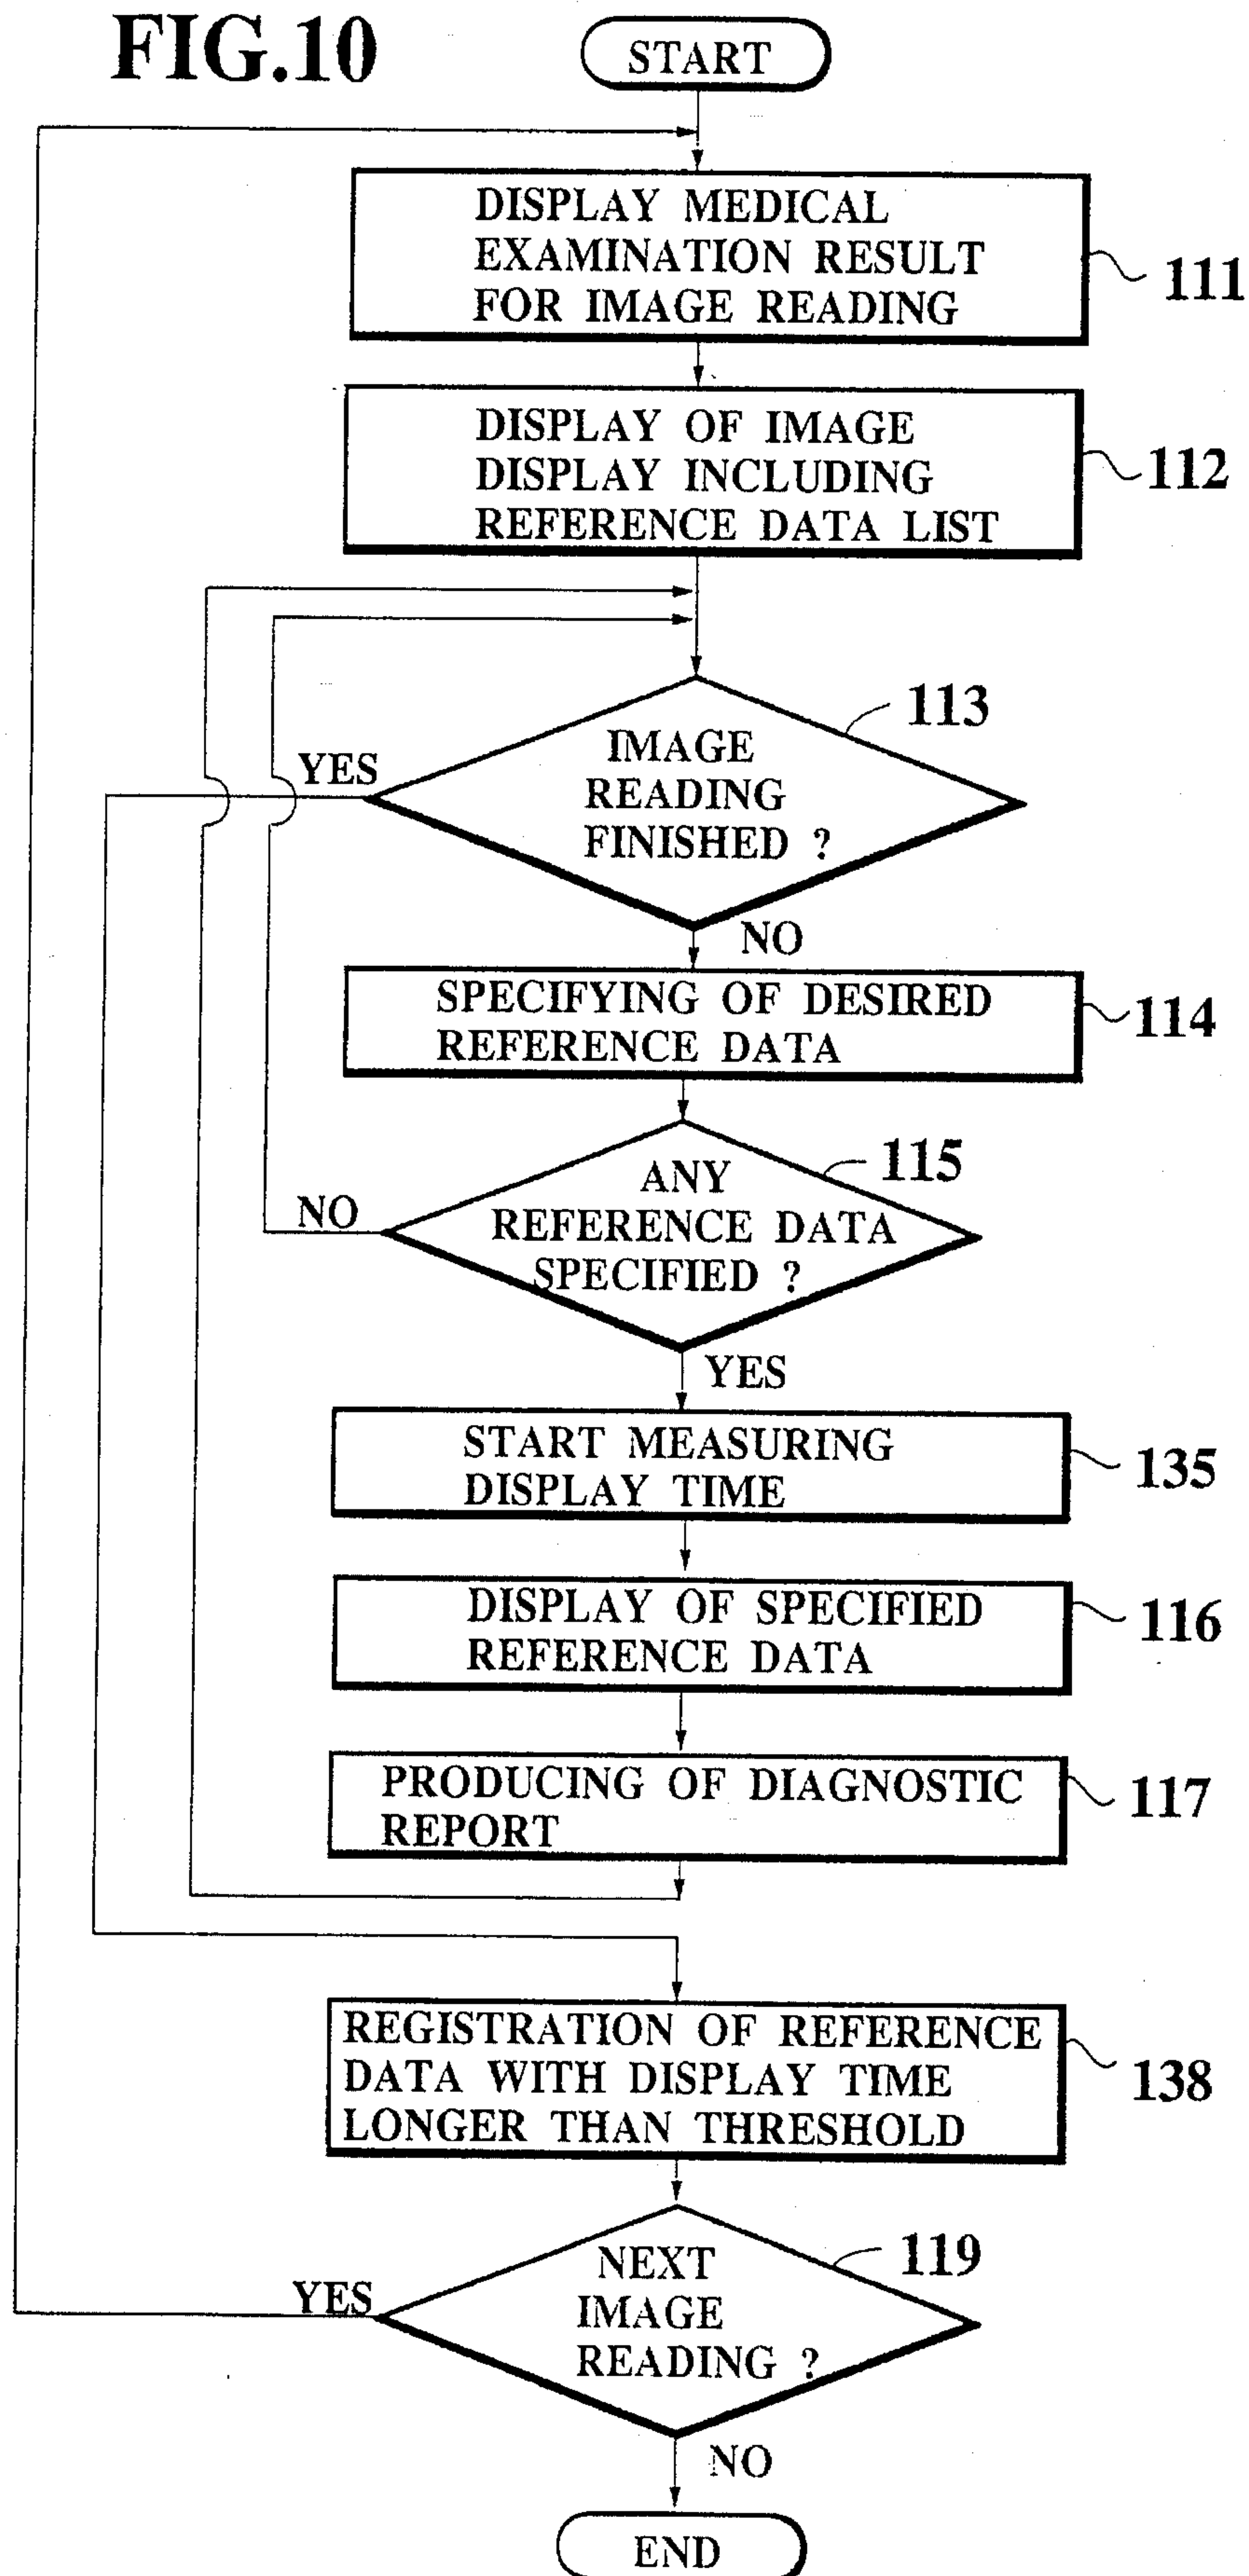 FIG.10
START
DISPLAY MEDICAL
EXAMINATION RESULT
FOR IMAGE READING
111
DISPLAY OF IMAGE
DISPLAY INCLUDING
REFERENCE DATA LIST
112
113
YES
IMAGE
READING
FINISHED ?
NO
SPECIFYING OF DESIRED
REFERENCE DATA
114
115
NO
ANY
REFERENCE DATA
SPECIFIED ?
YES
START MEASURING
DISPLAY TIME
135
DISPLAY OF SPECIFIED
REFERENCE DATA
116
PRODUCING OF DIAGNOSTIC
REPORT
117
REGISTRATION OF REFERENCE
DATA WITH DISPLAY TIME
LONGER THAN THRESHOLD
138
119
YES
NEXT
IMAGE
READING ?
NO
END